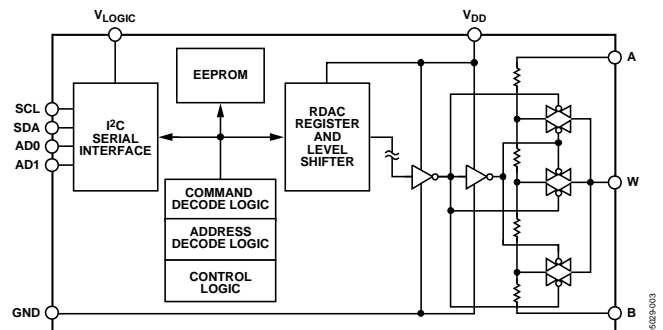 VLOGIC
VDD
A
EEPROM
SCL
SDA
AD0
AD1
I2C
SERIAL
INTERFACE
RDAC
REGISTER
AND
LEVEL
SHIFTER
COMMAND
DECODE LOGIC
ADDRESS
DECODE LOGIC
CONTROL
LOGIC
W
GND
B
5029-003